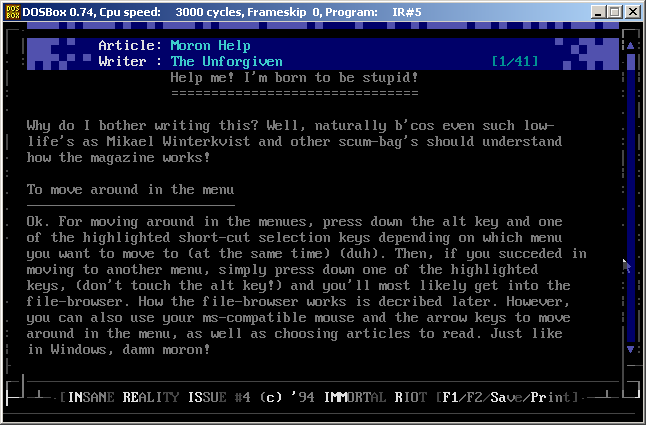 DOSBox 0.74, Cpu speed: 3000 cycles, Frameskip 0, Program: IR#5
Article: Moron Help
Writer : The Unforgiven [1/41]
Help me! I'm born to be stupid!
===============================
Why do I bother writing this? Well, naturally b'cos even such low-
life's as Mikael Winterkvist and other scum-bag's should understand
how the magazine works!
To move around in the menu
Ok. For moving around in the menues, press down the alt key and one
of the highlighted short-cut selection keys depending on which menu
you want to move to (at the same time) (duh). Then, if you succeded in
moving to another menu, simply press down one of the highlighted
keys, (don't touch the alt key!) and you'll most likely get into the
file-browser. How the file-browser works is decribed later. However,
you can also use your ms-compatible mouse and the arrow keys to move
around in the menu, as well as choosing articles to read. Just like
in Windows, damn moron!
[INSANE REALITY ISSUE #4 (c) '94 IMMORTAL RIOT [F1/F2/Save/Print]